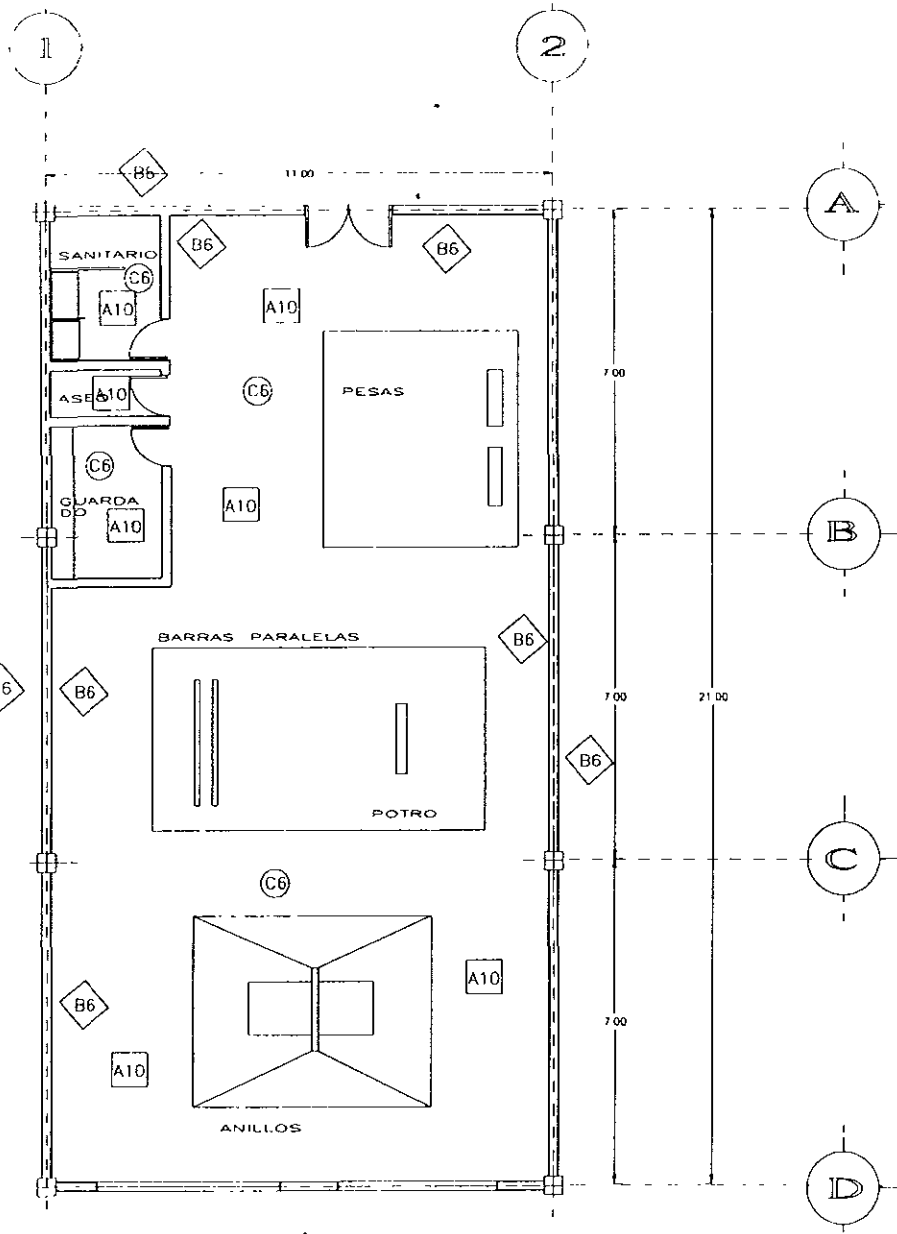 1
2
B6
11.00
A
B6
B6
SANITARIO
C6
A10
A10
7.00
C6
PESAS
ASEO
A10
C6
GUARDA
DO
A10
A10
B
BARRAS PARALELAS
B6
6
B6
7.00
21.00
B6
POTRO
C
C6
A10
B6
7.00
A10
ANILLOS
D